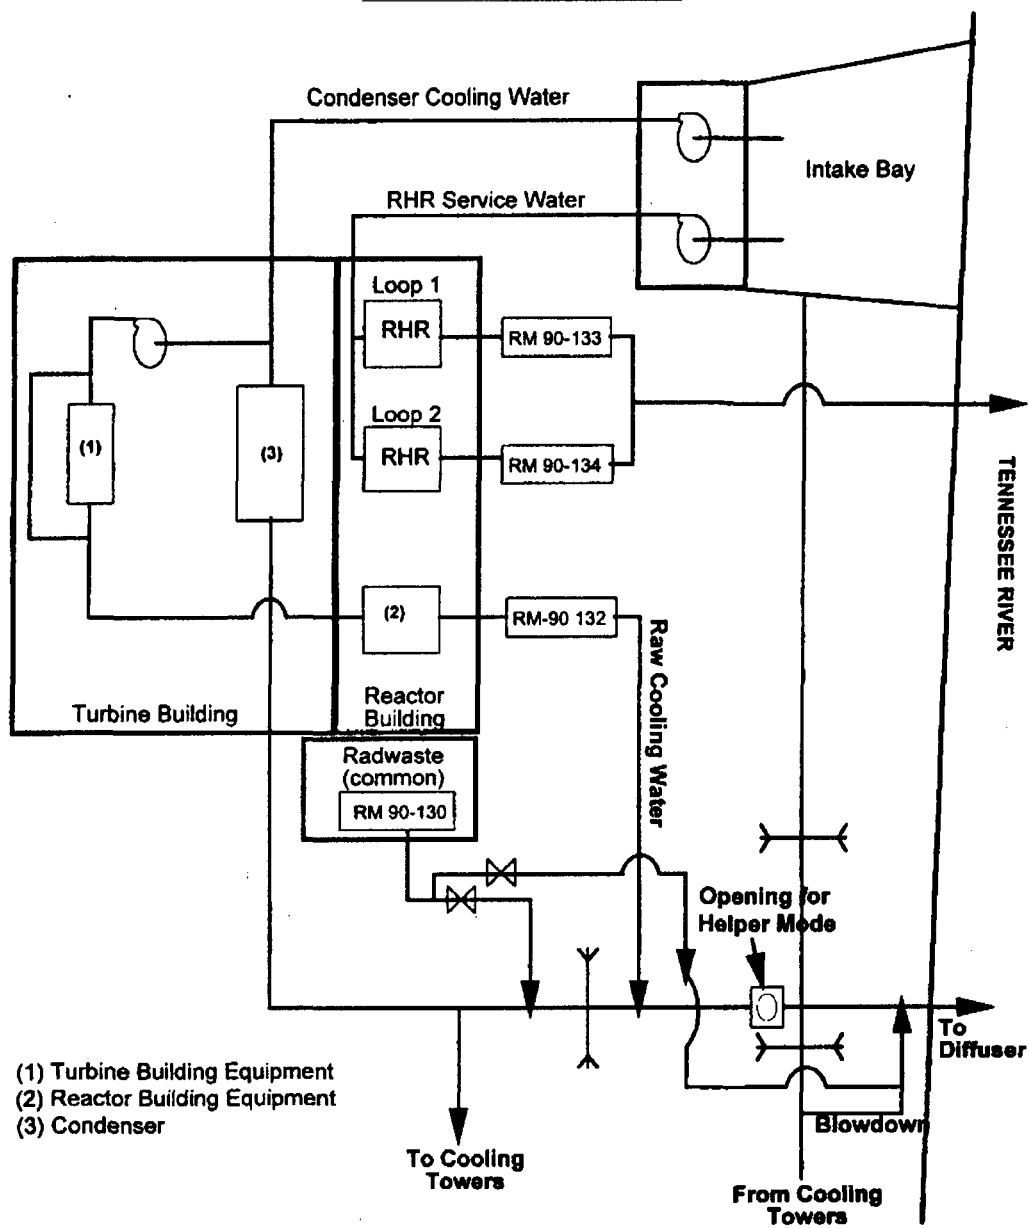 Condenser Cooling Water
Intake Bay
RHR Service Water
Loop 1
RHR
RM 90-133
Loop 2
RHR
RM 90-134
(1)
(3)
TENNESSEE RIVER
(2)
RM-90 132
Raw Cooling Water
Turbine Building
Reactor
Building
Radwaste
(common)
RM 90-130
Opening for
Helper Mode
To
Diffuser
(1) Turbine Building Equipment
(2) Reactor Building Equipment
(3) Condenser
Blowdown
To Cooling
Towers
From Cooling
Towers